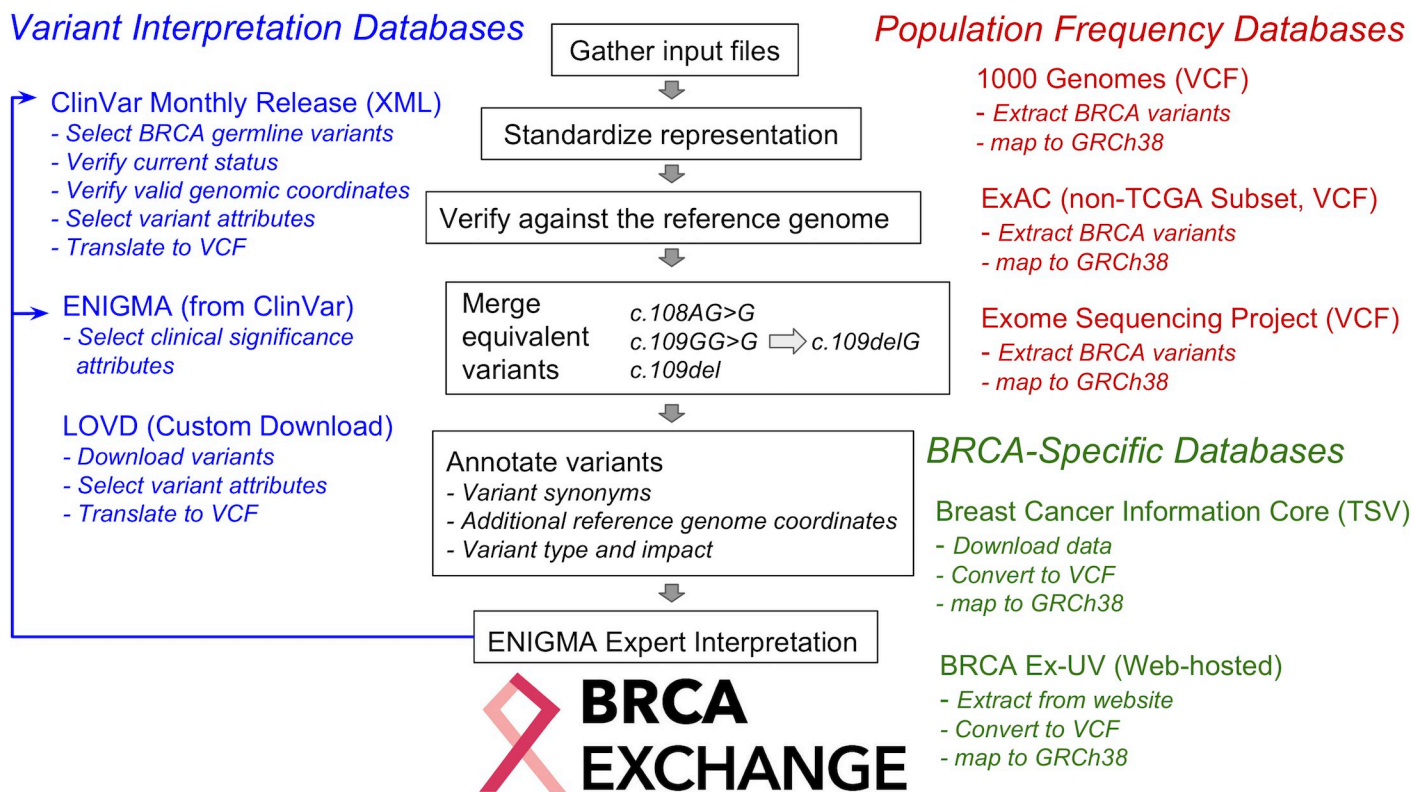 Variant Interpretation Databases
ClinVar Monthly Release (XML)
- Select BRCA germline variants
- Verify current status
- Verify valid genomic coordinates
- Select variant attributes
- Translate to VCF
ENIGMA (from ClinVar)
- Select clinical significance
attributes
LOVD (Custom Download)
- Download variants
- Select variant attributes
- Translate to VCF
Gather input files
Standardize representation
Verify against the reference genome
Merge
equivalent
variants
c.108AG>G
c.109GG>G
c.109del
c.109delG
Annotate variants
- Variant synonyms
- Additional reference genome coordinates
- Variant type and impact
ENIGMA Expert Interpretation
BRCA
EXCHANGE
Population Frequency Databases
1000 Genomes (VCF)
- Extract BRCA variants
- map to GRCh38
ExAC (non-TCGA Subset, VCF)
- Extract BRCA variants
- map to GRCh38
Exome Sequencing Project (VCF)
- Extract BRCA variants
- map to GRCh38
BRCA-Specific Databases
Breast Cancer Information Core (TSV)
- Download data
- Convert to VCF
- map to GRCh38
BRCA Ex-UV (Web-hosted)
- Extract from website
- Convert to VCF
- map to GRCh38